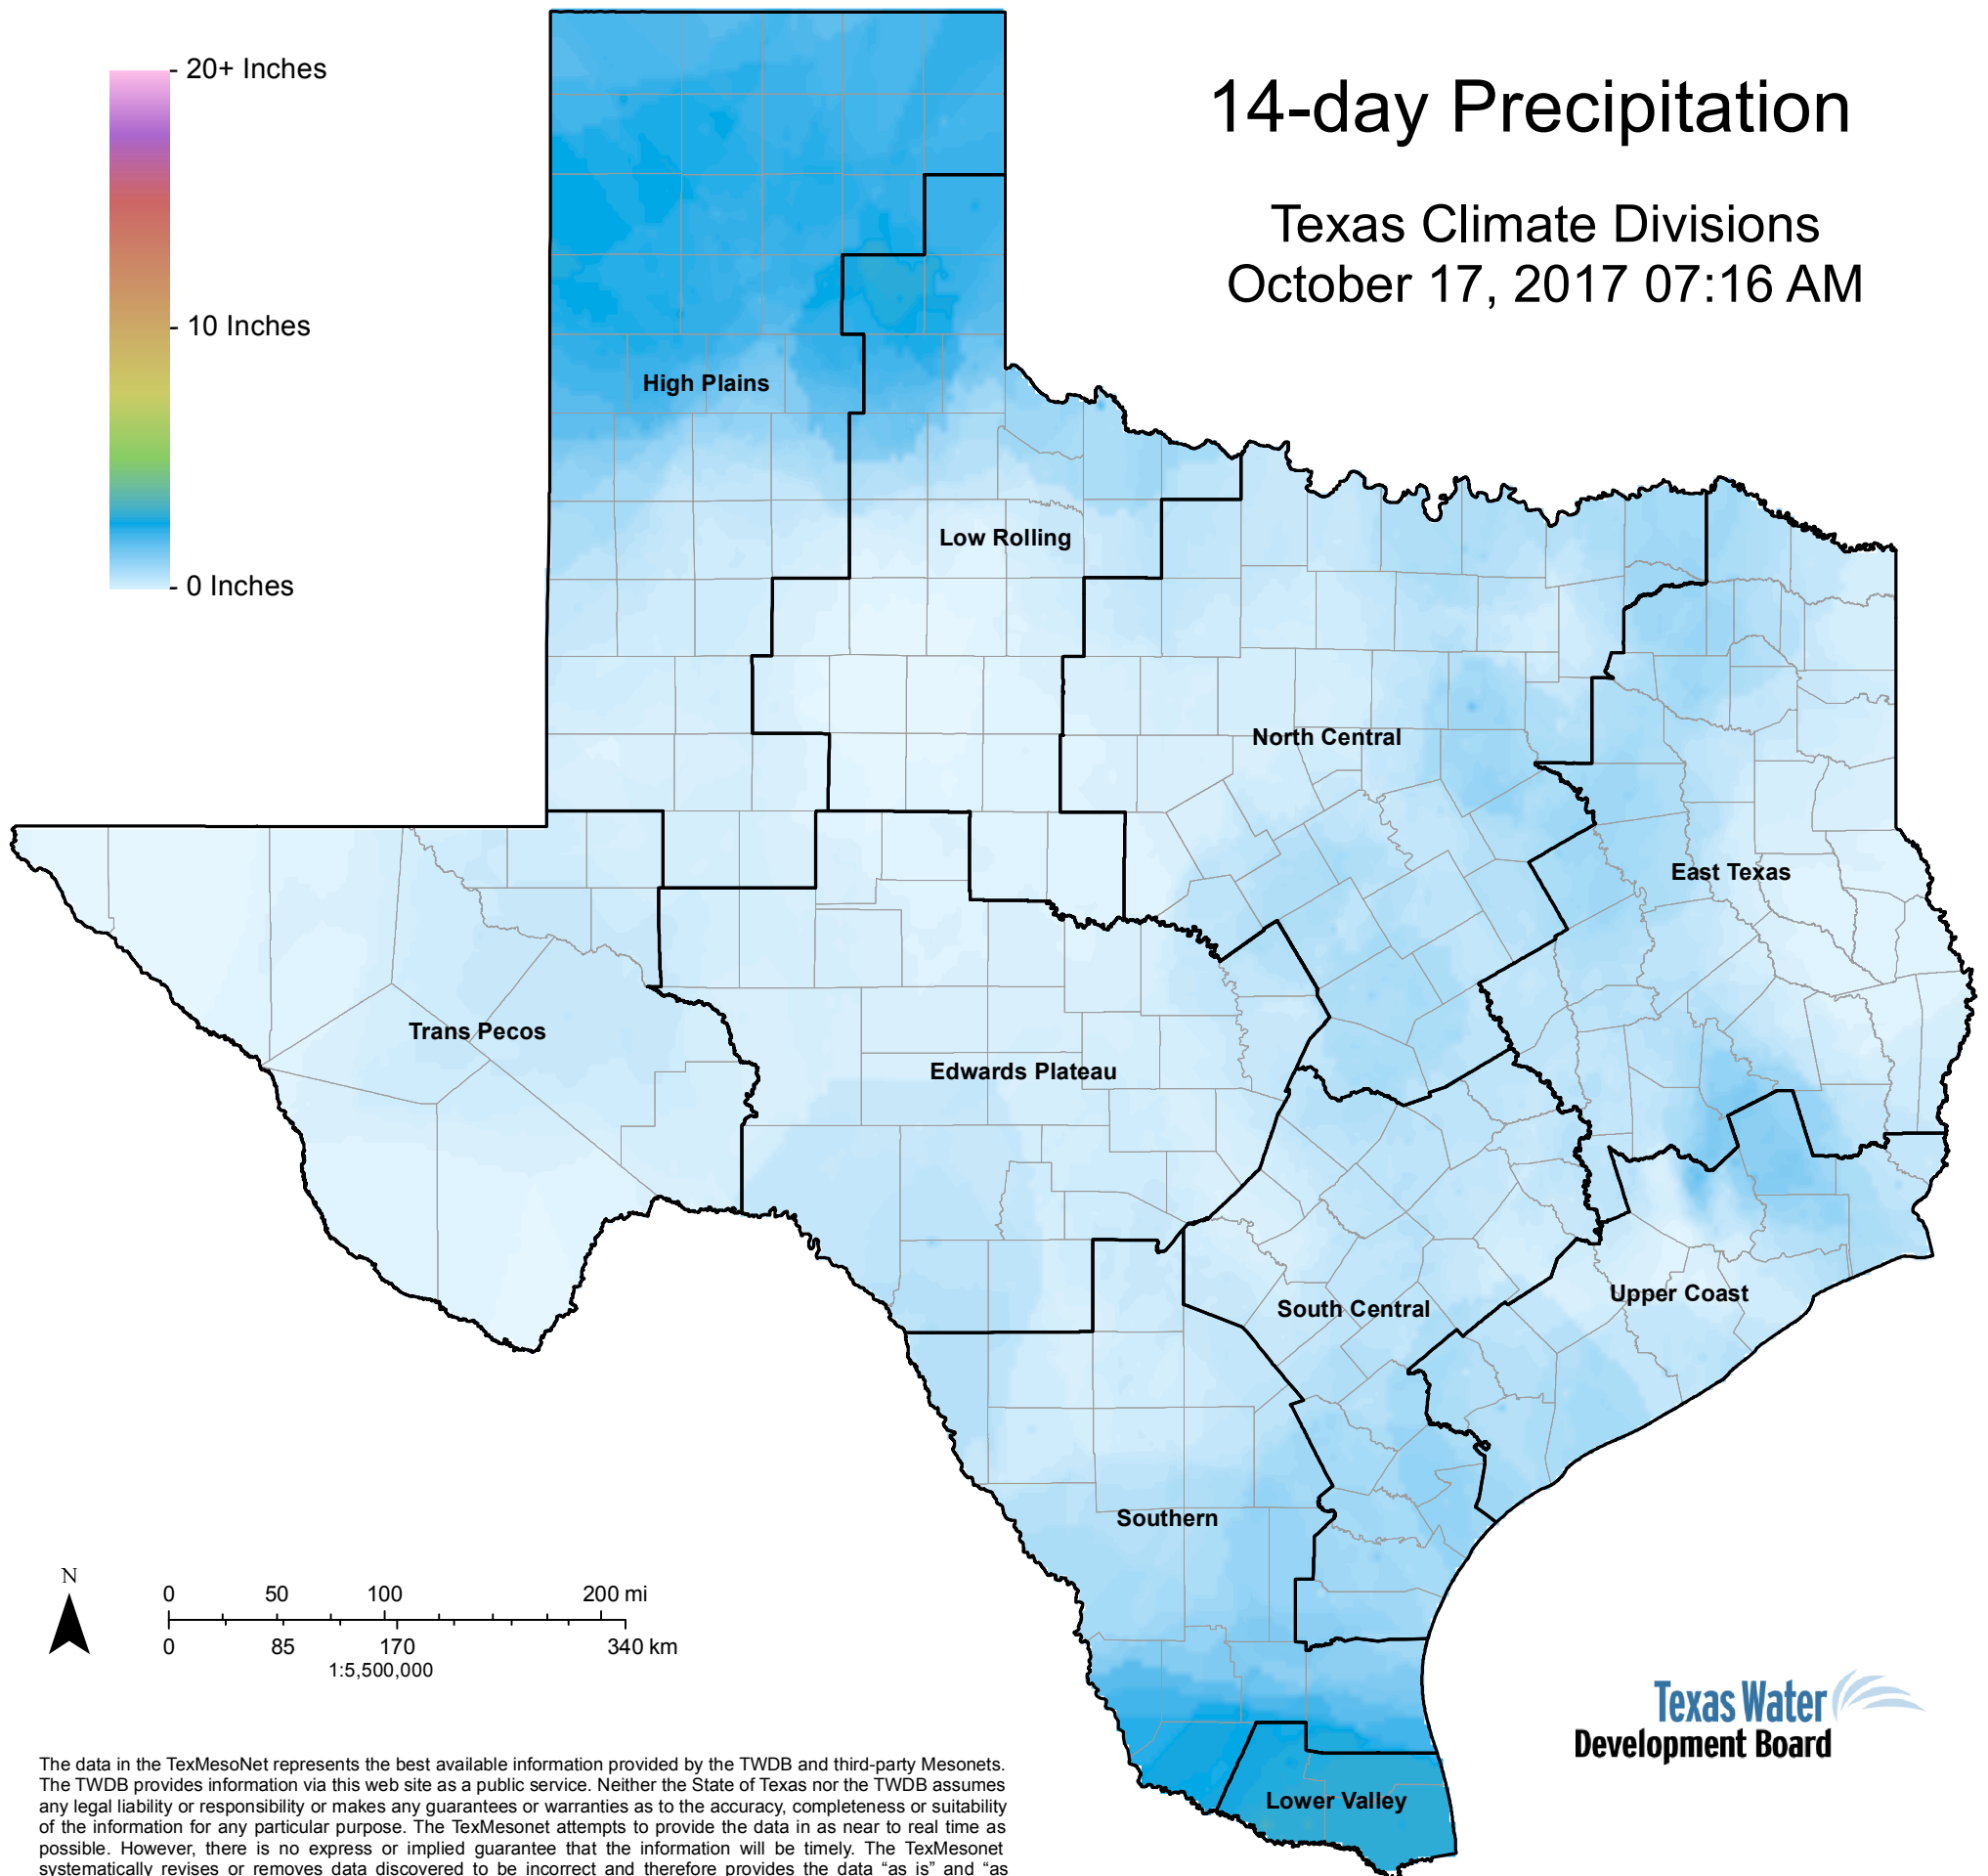 14-day Precipitation
Texas Climate Divisions
October 17, 2017 07:16 AM
20+ Inches
10 Inches
0 Inches
High Plains
Low Rolling
North Central
East Texas
Trans Pecos
Edwards Plateau
South Central
Upper Coast
Southern
Lower Valley
N
0 50 100 200 mi
0 85 170 340 km
1:5,500,000
Texas Water
Development Board
The data in the TexMesoNet represents the best available information provided by the TWDB and third-party Mesonets.
The TWDB provides information via this web site as a public service. Neither the State of Texas nor the TWDB assumes
any legal liability or responsibility or makes any guarantees or warranties as to the accuracy, completeness or suitability
of the information for any particular purpose. The TexMesonet attempts to provide the data in as near to real time as
possible. However, there is no express or implied guarantee that the information will be timely. The TexMesonet
systematically revises or removes data discovered to be incorrect and therefore provides the data “as is” and “as